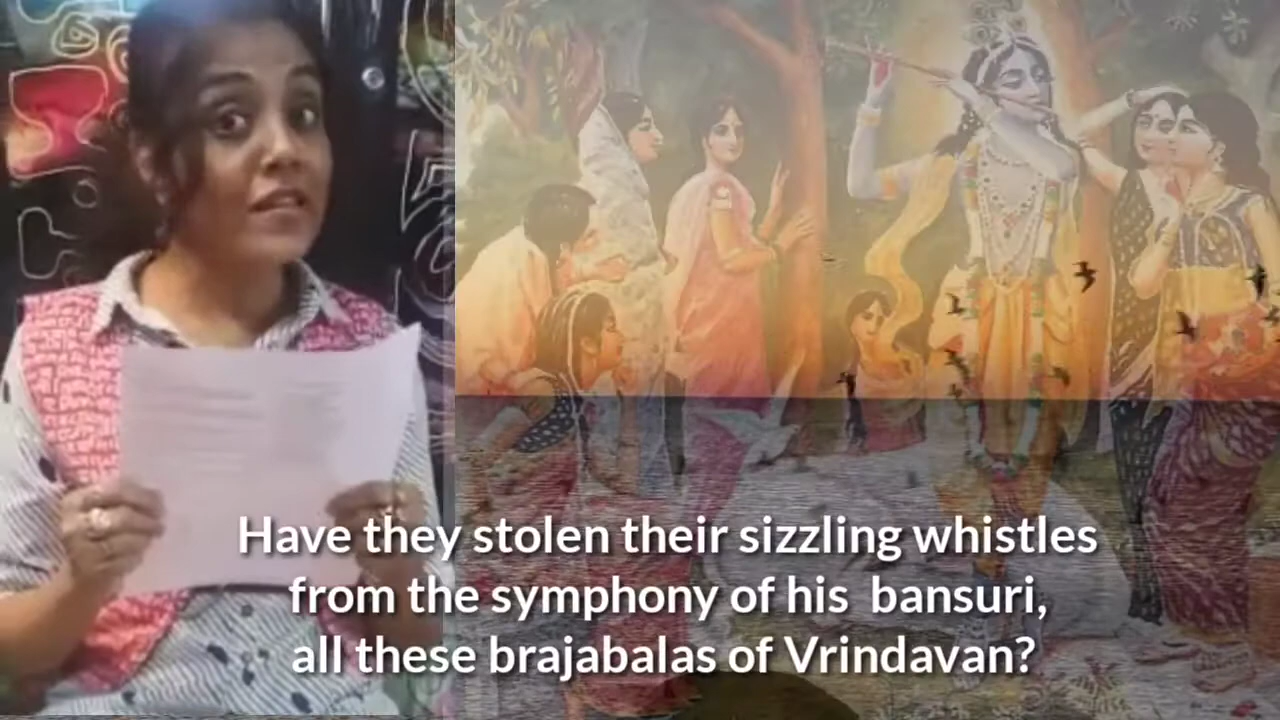 Have they stolen their sizzling whistles
from the symphony of his bansuri,
all these brajabalas of Vrindavan?